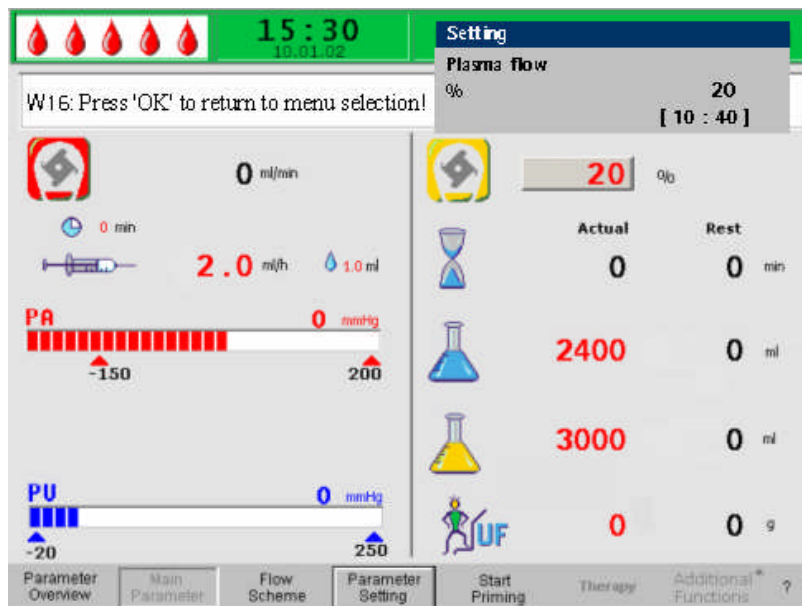 15:30
10.01.02
Setting
Plasma flow
% 20
[ 10 : 40 ]
W16: Press 'OK' to return to menu selection!
0 ml/min
20 %
0 min
Actual Rest
2.0 ml/h 1.0 ml
0 0 min
PA 0 mmHg
-150 200
2400 0 ml
3000 0 ml
PU 0 mmHg
-20 250
UF 0 0 g
Parameter Overview
Main Parameter
Flow Scheme
Parameter Setting
Start Priming
Therapy
Additional* Functions
?